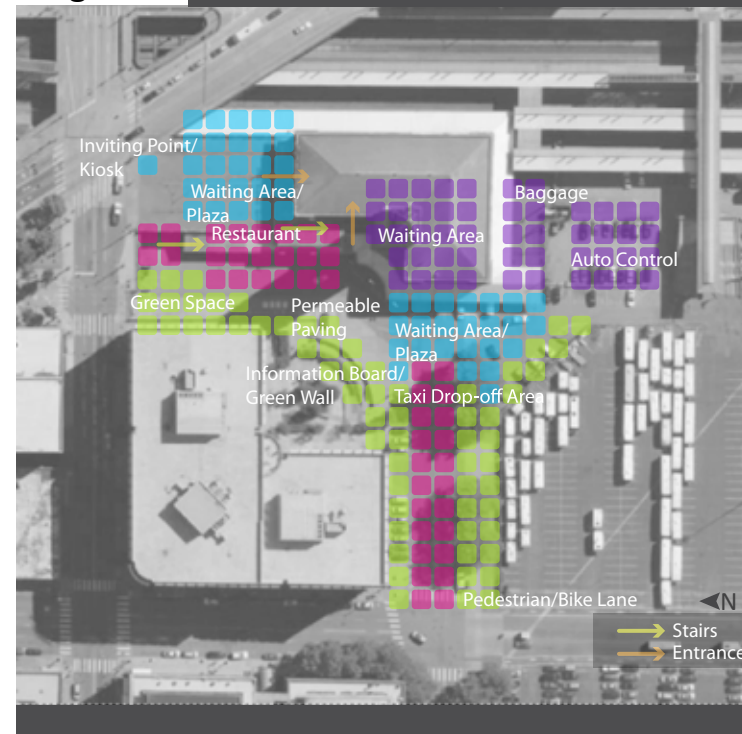 Inviting Point/
Kiosk
Waiting Area/
Plaza
Restaurant
Baggage
Waiting Area
Auto Control
Green Space
Permeable
Paving
Waiting Area/
Plaza
Information Board/
Green Wall
Taxi Drop-off Area
Pedestrian/Bike Lane
N
Stairs
Entrance